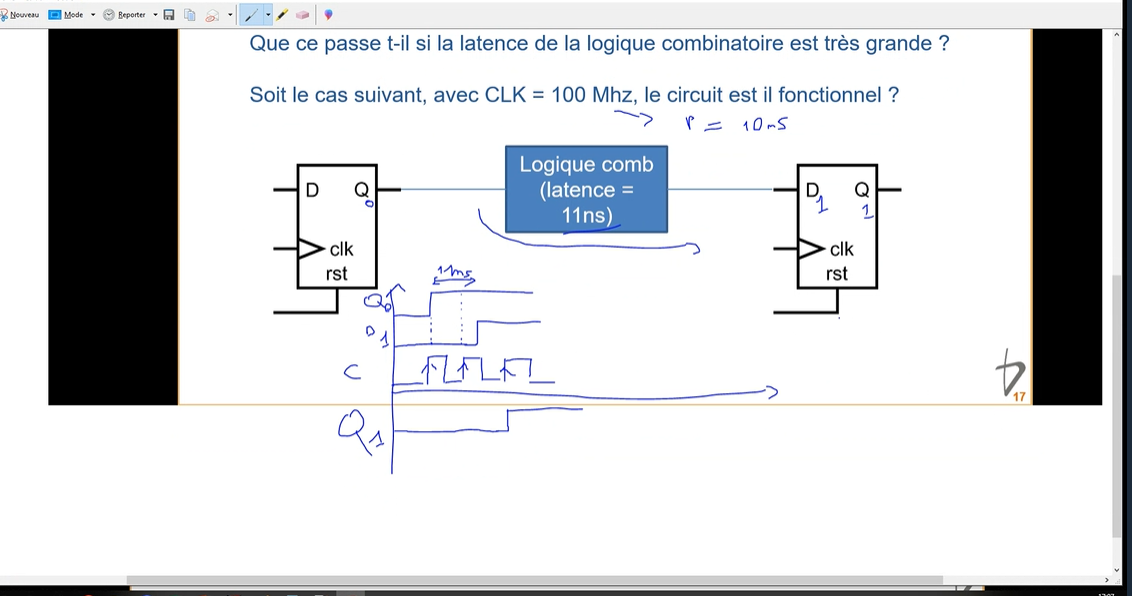 Nouveau Mode Reporter
Que ce passe t-il si la latence de la logique combinatoire est très grande ?
Soit le cas suivant, avec CLK = 100 Mhz, le circuit est il fonctionnel ?
P = 10ns
D Q
0
clk
rst
Logique comb
(latence =
11ns)
D Q
1 1
clk
rst
11ns
Q0
D1
C
Q1
17